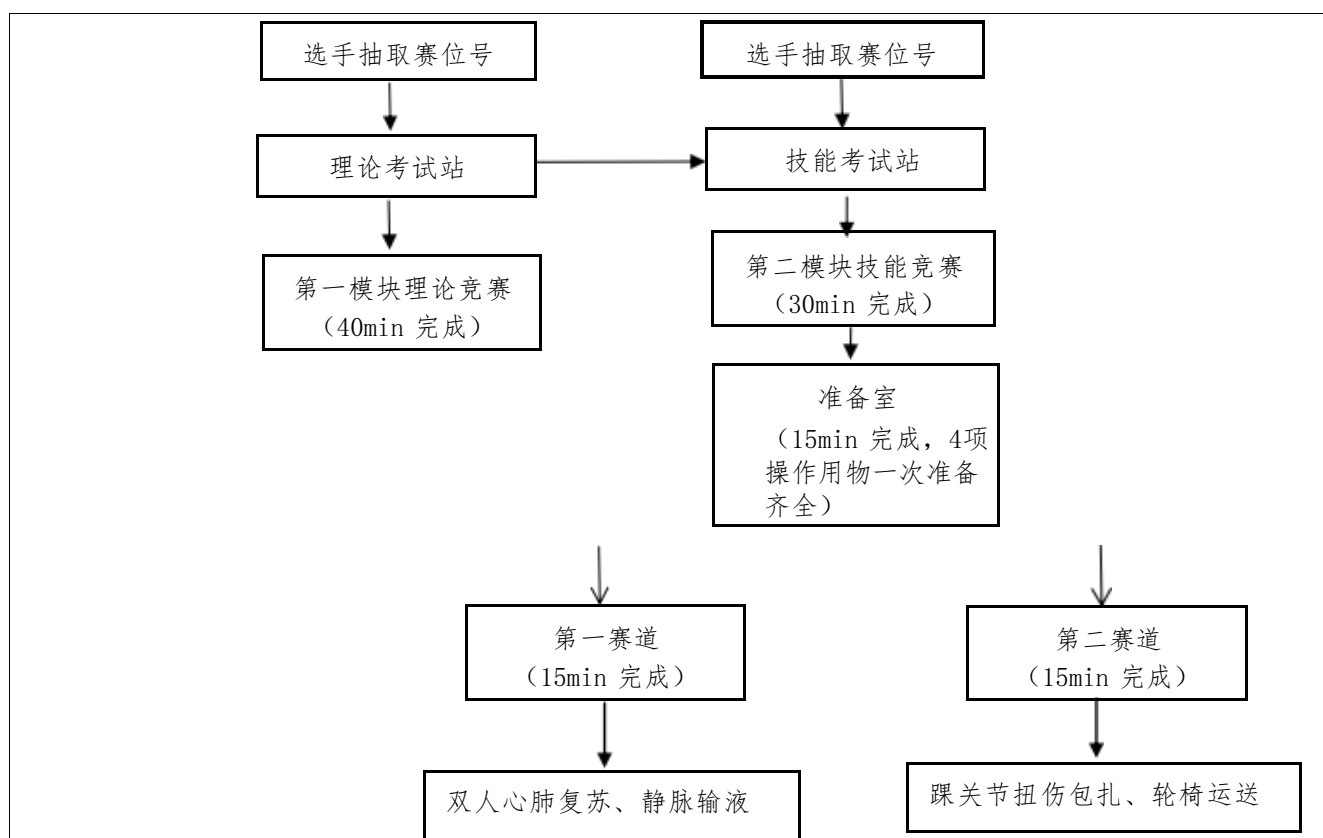 选手抽取赛位号
选手抽取赛位号
理论考试站
技能考试站
第一模块理论竞赛
（40min 完成）
第二模块技能竞赛
（30min 完成）
准备室
（15min 完成，4项
操作用物一次准备
齐全）
第一赛道
（15min 完成）
第二赛道
（15min 完成）
双人心肺复苏、静脉输液
踝关节扭伤包扎、轮椅运送